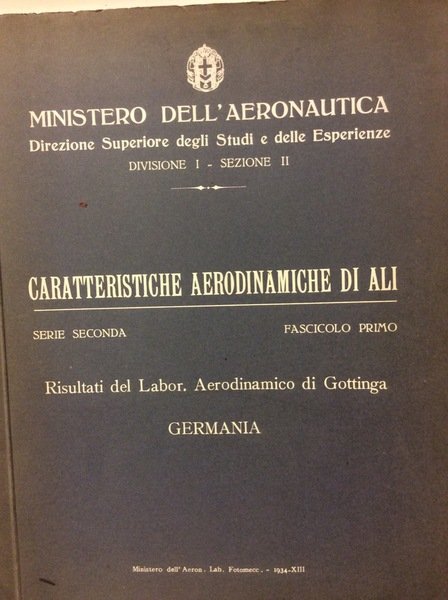 MINISTERO DELL'AERONAUTICA
Direzione Superiore degli Studi e delle Esperienze
DIVISIONE I - SEZIONE II
CARATTERISTICHE AERODINAMICHE DI ALI
SERIE SECONDA FASCICOLO PRIMO
Risultati del Labor. Aerodinamico di Gottinga
GERMANIA
Ministero dell'Aeron. Lab. Fotomecc. - 1934-XIII